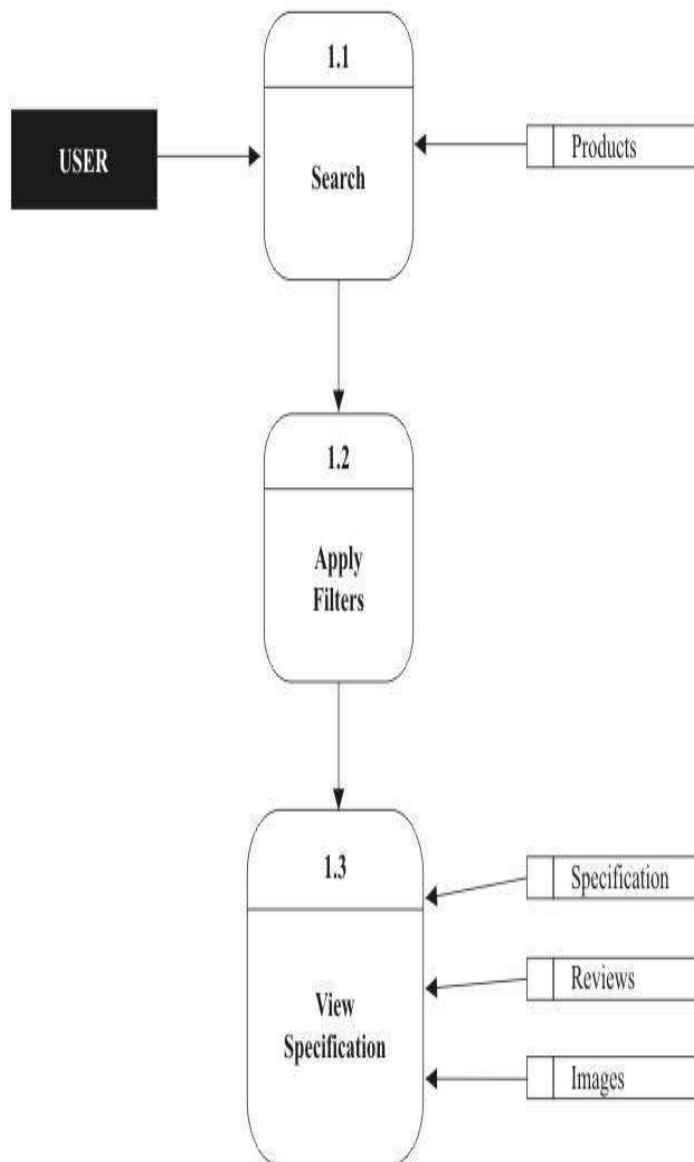 1.1
USER
Search
Products
1.2
Apply
Filters
1.3
Specification
Reviews
View
Specification
Images